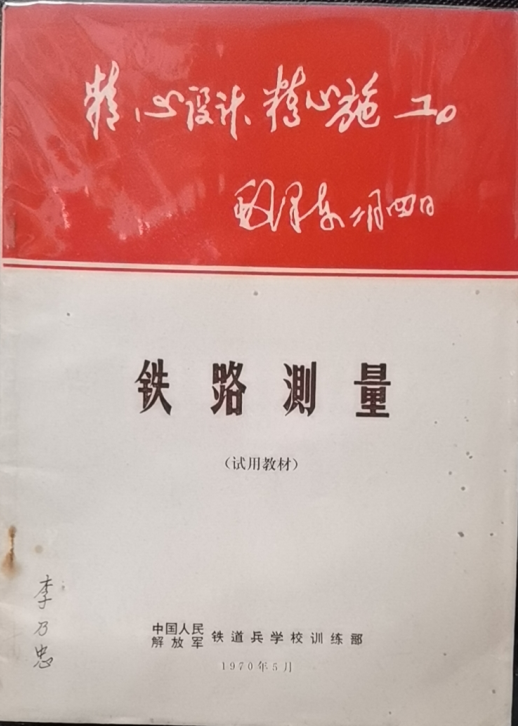 精心设计、精心施工。
毛泽东 二月四日
铁路测量
（试用教材）
李乃忠
中国人民解放军 铁道兵学校训练部
1970年5月